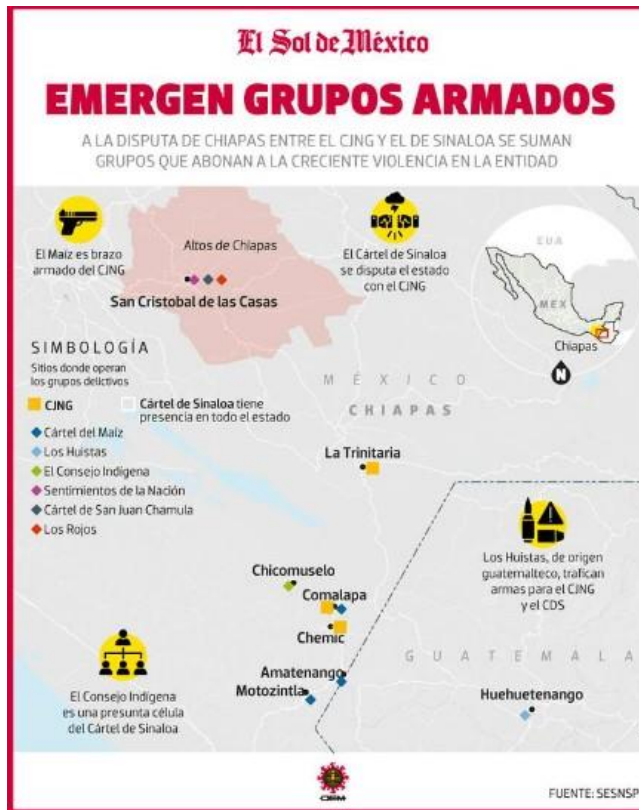 El Sol de México
EMERGEN GRUPOS ARMADOS
A LA DISPUTA DE CHIAPAS ENTRE EL CJNG Y EL DE SINALOA SE SUMAN
GRUPOS QUE ABONAN A LA CRECIENTE VIOLENCIA EN LA ENTIDAD
El Maíz es brazo
armado del CJNG
Altos de Chiapas
San Cristobal de las Casas
El Cártel de Sinaloa
se disputa el estado
con el CJNG
EUA
MEX
Chiapas
N
SIMBOLOGÍA
Sitios donde operan
los grupos delictivos
CJNG
Cártel de Sinaloa tiene
presencia en todo el estado
Cártel del Maíz
Los Huistas
El Consejo Indígena
Sentimientos de la Nación
Cártel de San Juan Chamula
Los Rojos
MÉXICO
CHIAPAS
La Trinitaria
Los Huistas, de origen
guatemalteco, trafican
armas para el CJNG
y el CDS
Chicomuselo
Comalapa
Chemic
Amatenango
Motozintla
GUATEMÁLA
Huehuetenango
El Consejo Indígena
es una presunta célula
del Cártel de Sinaloa
OEM
FUENTE: SESNSP